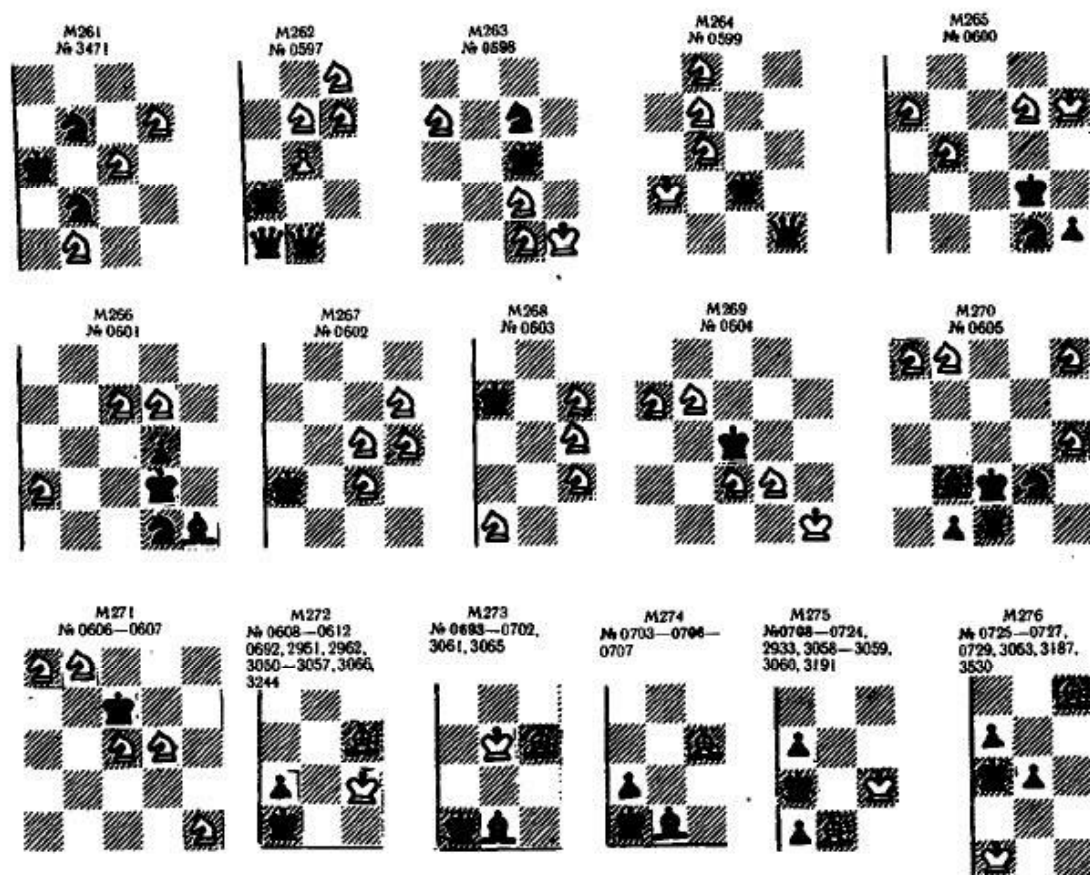 M261
№ 3471
M262
№ 0597
M263
№ 0598
M264
№ 0599
M265
№ 0600
M266
№ 0601
M267
№ 0602
M268
№ 0603
M269
№ 0604
M270
№ 0605
M271
№ 0606—0607
M272
№ 0608—0612
0692, 2951, 2962,
3050—3057, 3066,
3244
M273
№ 0693—0702,
3061, 3065
M274
№ 0703—0706—
0707
M275
№0708—0724,
2933, 3058—3059,
3060, 3191
M276
№ 0725—0727,
0729, 3063, 3187,
3530